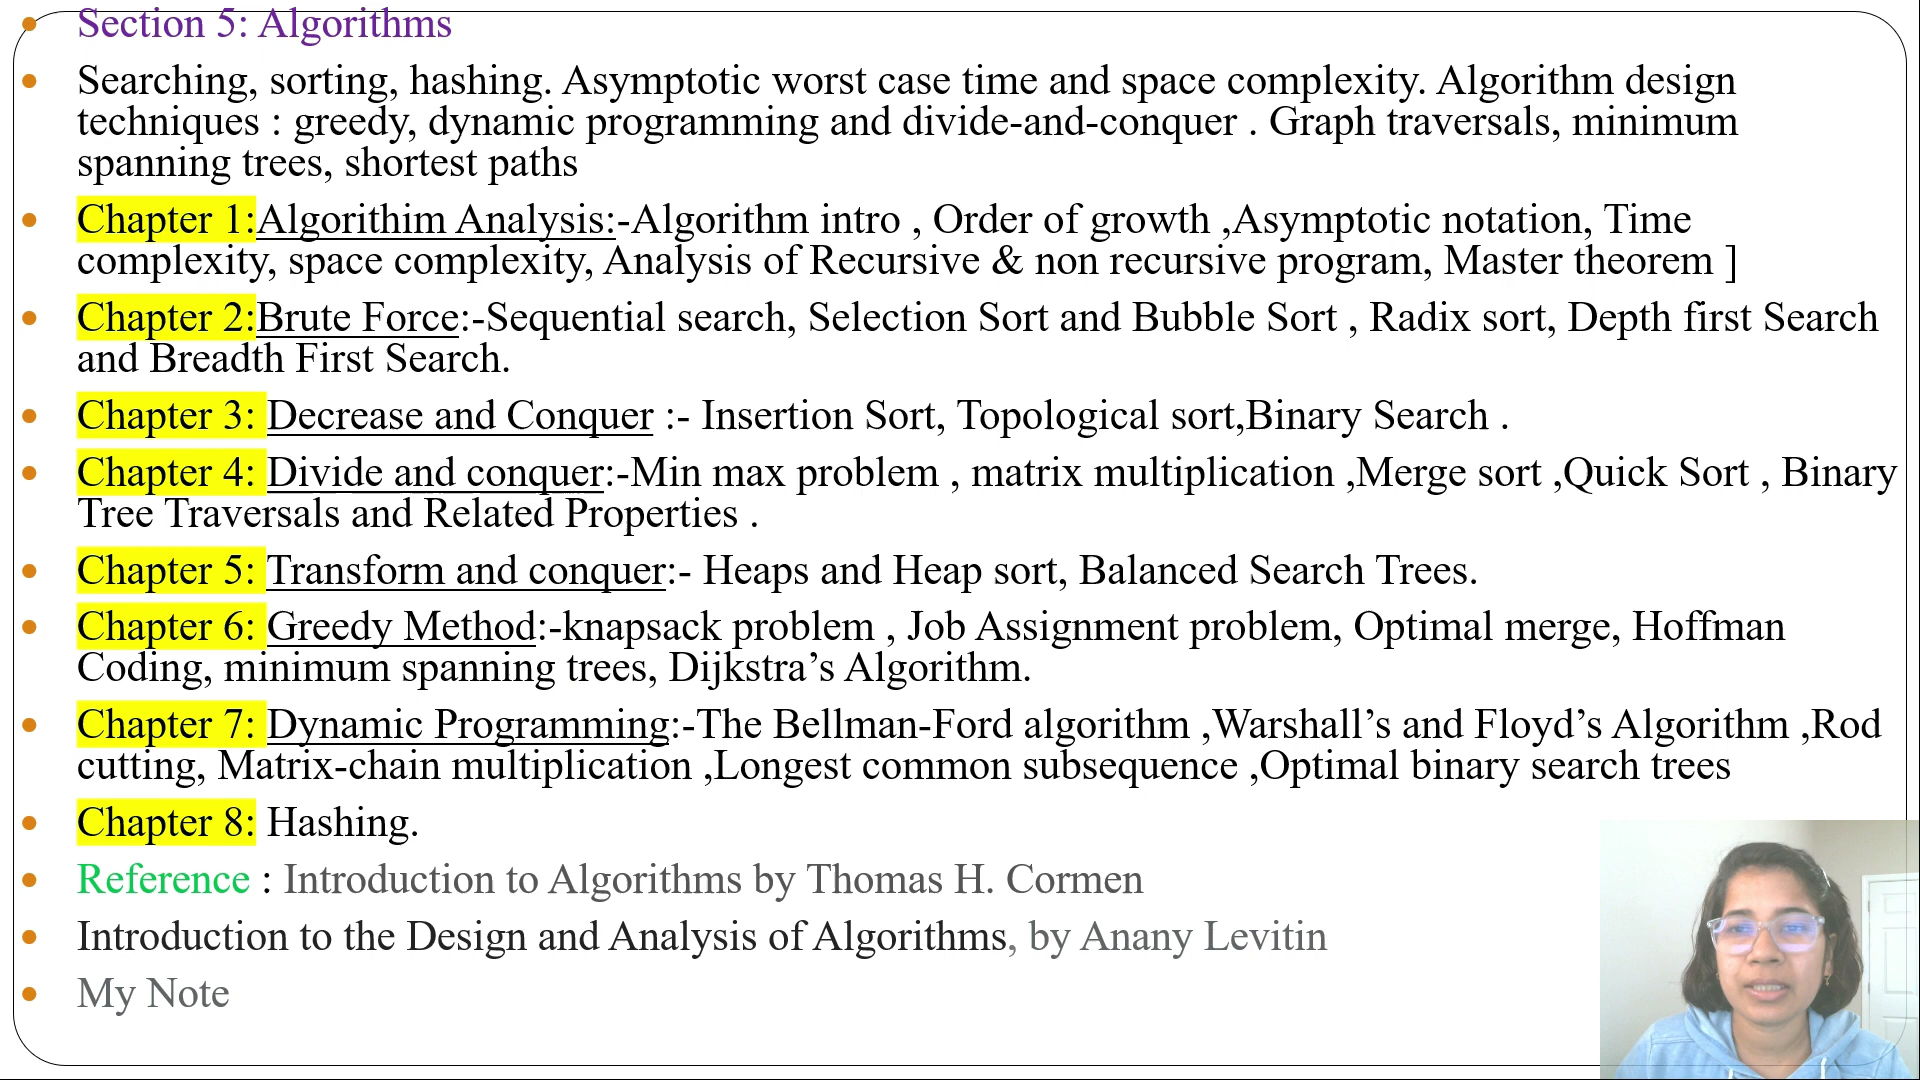 Section 5: Algorithms
Searching, sorting, hashing. Asymptotic worst case time and space complexity. Algorithm design
techniques : greedy, dynamic programming and divide-and-conquer . Graph traversals, minimum
spanning trees, shortest paths
Chapter 1:Algorithim Analysis:-Algorithm intro , Order of growth ,Asymptotic notation, Time
complexity, space complexity, Analysis of Recursive & non recursive program, Master theorem ]
Chapter 2:Brute Force:-Sequential search, Selection Sort and Bubble Sort , Radix sort, Depth first Search
and Breadth First Search.
Chapter 3: Decrease and Conquer :- Insertion Sort, Topological sort,Binary Search .
Chapter 4: Divide and conquer:-Min max problem , matrix multiplication ,Merge sort ,Quick Sort , Binary
Tree Traversals and Related Properties .
Chapter 5: Transform and conquer:- Heaps and Heap sort, Balanced Search Trees.
Chapter 6: Greedy Method:-knapsack problem , Job Assignment problem, Optimal merge, Hoffman
Coding, minimum spanning trees, Dijkstra’s Algorithm.
Chapter 7: Dynamic Programming:-The Bellman-Ford algorithm ,Warshall’s and Floyd’s Algorithm ,Rod
cutting, Matrix-chain multiplication ,Longest common subsequence ,Optimal binary search trees
Chapter 8: Hashing.
Reference : Introduction to Algorithms by Thomas H. Cormen
Introduction to the Design and Analysis of Algorithms, by Anany Levitin
My Note